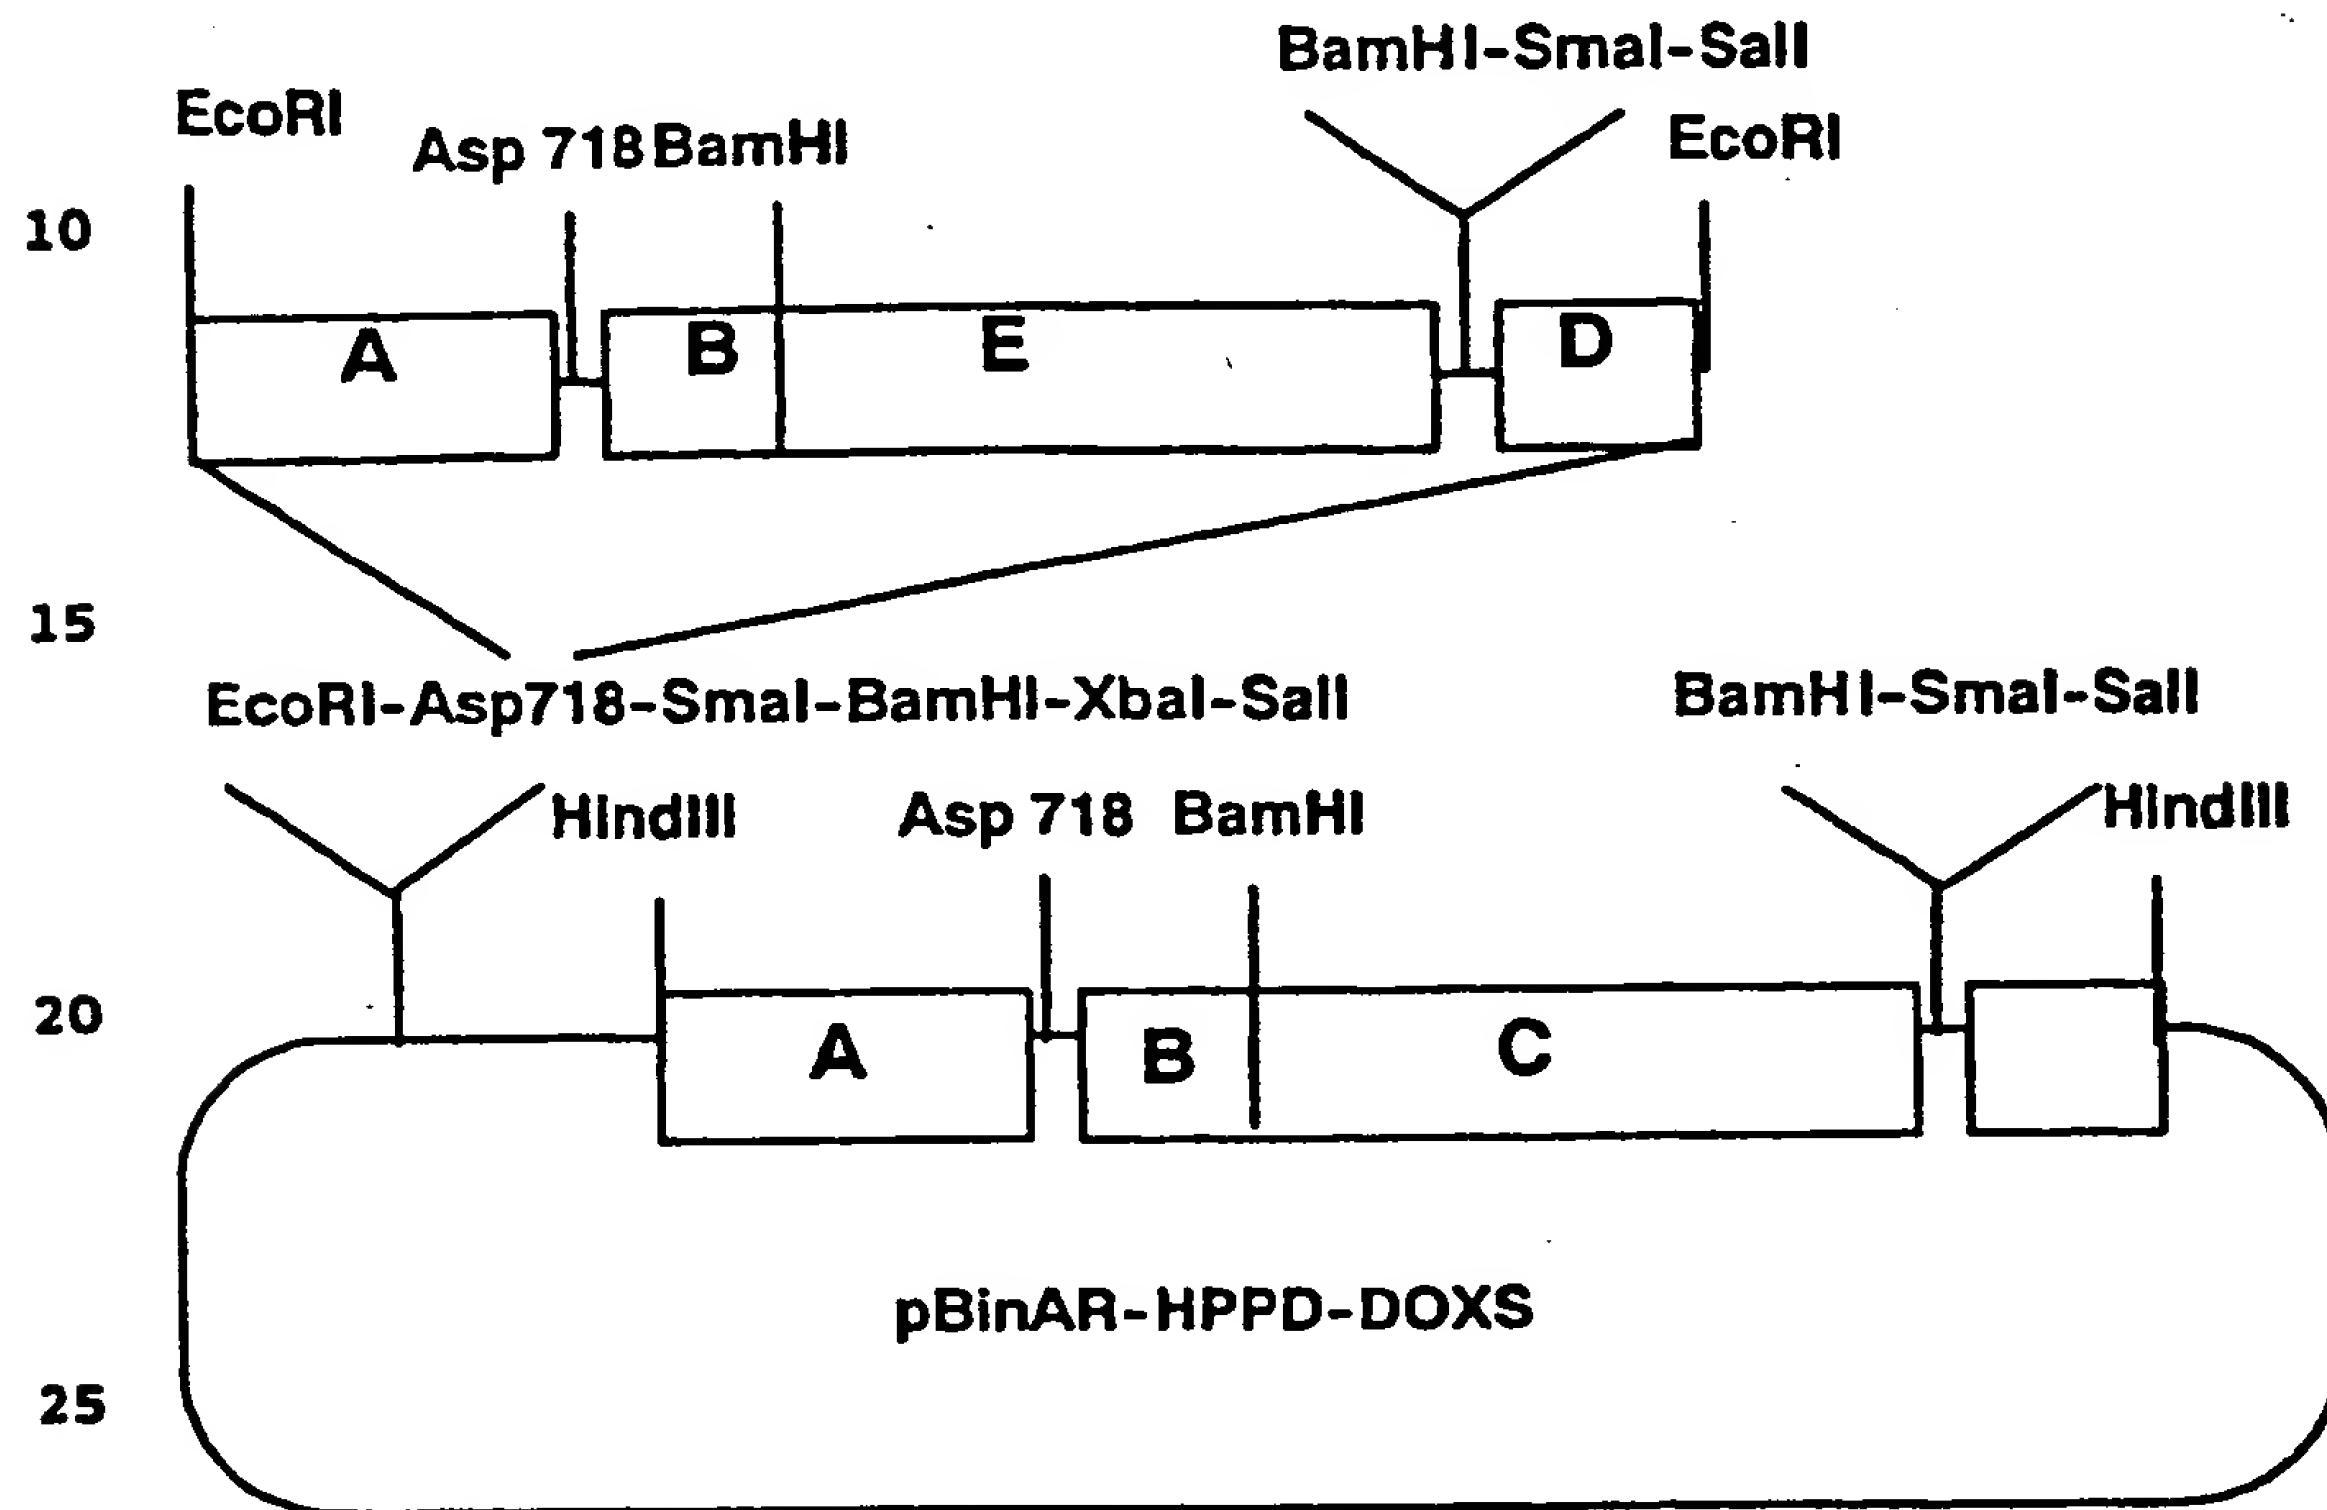 BamHI-SmaI-SalI
EcoRI
Asp 718 BamHI
EcoRI
10
A
B
E
D
15
EcoRI-Asp718-SmaI-BamHI-XbaI-SalI
BamHI-SmaI-SalI
HindIII
Asp 718 BamHI
HindIII
20
A
B
C
pBinAR-HPPD-DOXS
25